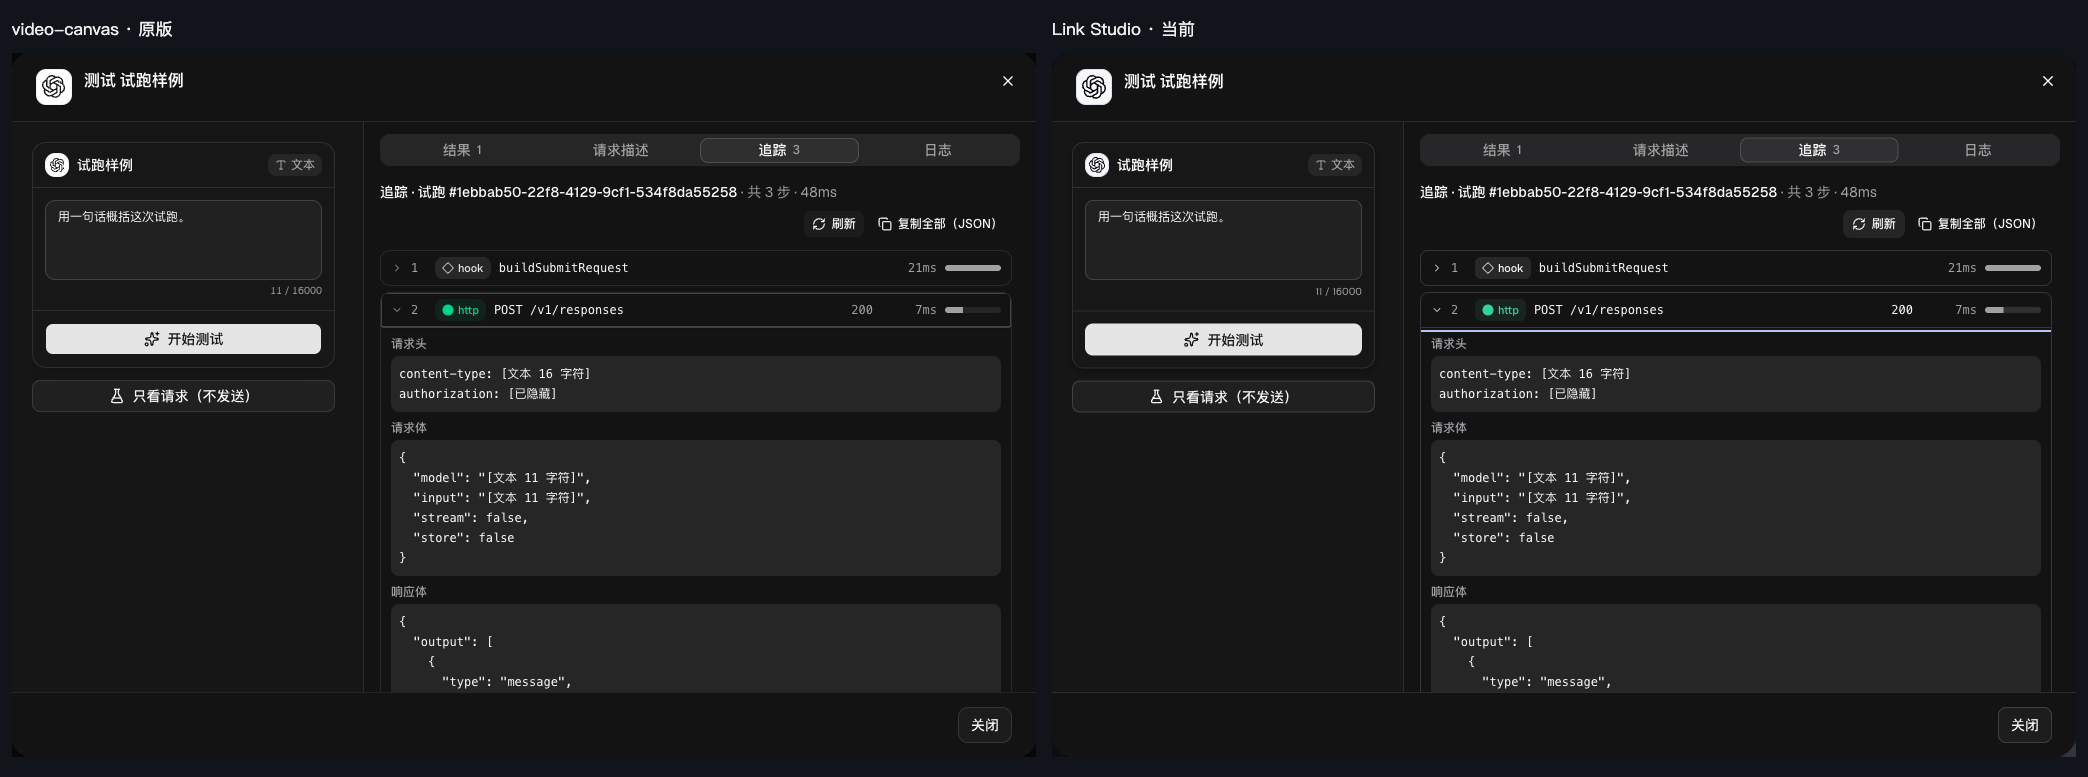 video-canvas · 原版
测试 试跑样例
试跑样例
文本
用一句话概括这次试跑。
11 / 16000
开始测试
只看请求（不发送）
结果 1
请求描述
追踪 3
日志
追踪 · 试跑 #1ebbab50-22f8-4129-9cf1-534f8da55258 · 共 3 步 · 48ms
刷新
复制全部（JSON）
1 hook buildSubmitRequest 21ms
2 http POST /v1/responses 200 7ms
请求头
content-type: [文本 16 字符]
authorization: [已隐藏]
请求体
{
"model": "[文本 11 字符]",
"input": "[文本 11 字符]",
"stream": false,
"store": false
}
响应体
{
"output": [
{
"type": "message",
关闭
Link Studio · 当前
测试 试跑样例
试跑样例
文本
用一句话概括这次试跑。
11 / 16000
开始测试
只看请求（不发送）
结果 1
请求描述
追踪 3
日志
追踪 · 试跑 #1ebbab50-22f8-4129-9cf1-534f8da55258 · 共 3 步 · 48ms
刷新
复制全部（JSON）
1 hook buildSubmitRequest 21ms
2 http POST /v1/responses 200 7ms
请求头
content-type: [文本 16 字符]
authorization: [已隐藏]
请求体
{
"model": "[文本 11 字符]",
"input": "[文本 11 字符]",
"stream": false,
"store": false
}
响应体
{
"output": [
{
"type": "message",
关闭